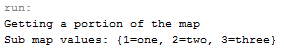 run:
Getting a portion of the map
Sub map values: {1=one, 2=two, 3=three}